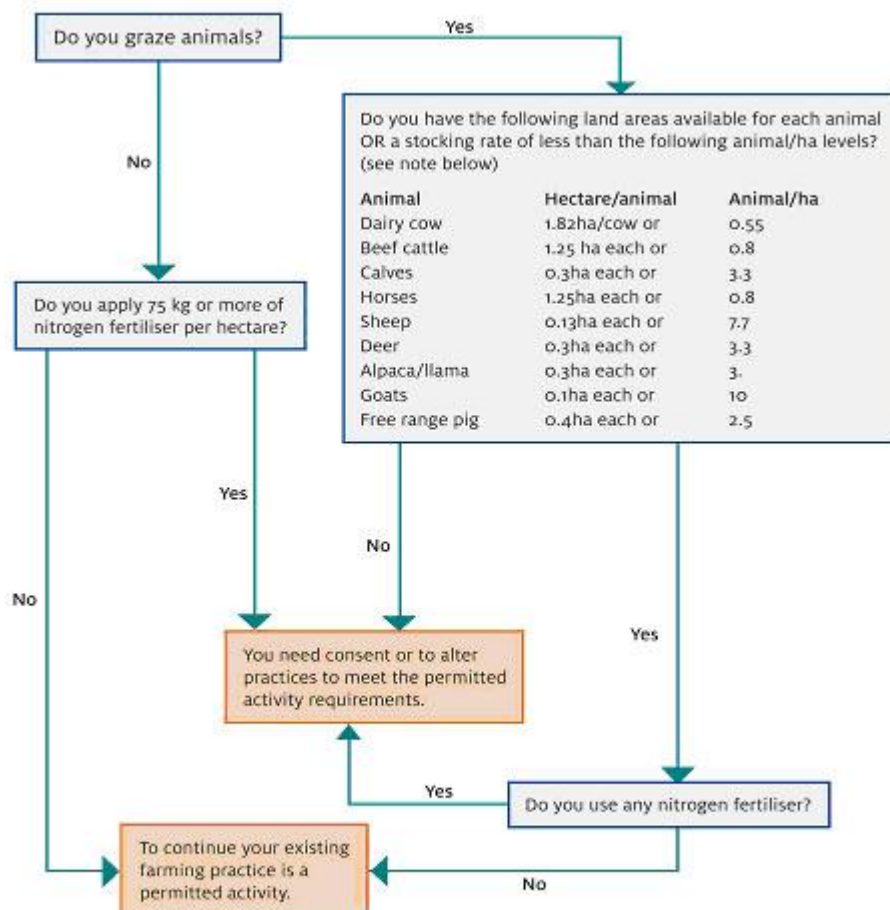 Do you graze animals?
Yes
Do you have the following land areas available for each animal
OR a stocking rate of less than the following animal/ha levels?
(see note below)
Animal Hectare/animal Animal/ha
Dairy cow 1.82ha/cow or 0.55
Beef cattle 1.25 ha each or 0.8
Calves 0.3ha each or 3.3
Horses 1.25ha each or 0.8
Sheep 0.13ha each or 7.7
Deer 0.3ha each or 3.3
Alpaca/llama 0.3ha each or 3.
Goats 0.1ha each or 10
Free range pig 0.4ha each or 2.5
No
Do you apply 75 kg or more of
nitrogen fertiliser per hectare?
Yes
No
No
Yes
You need consent or to alter
practices to meet the permitted
activity requirements.
Yes
Do you use any nitrogen fertiliser?
No
To continue your existing
farming practice is a
permitted activity.